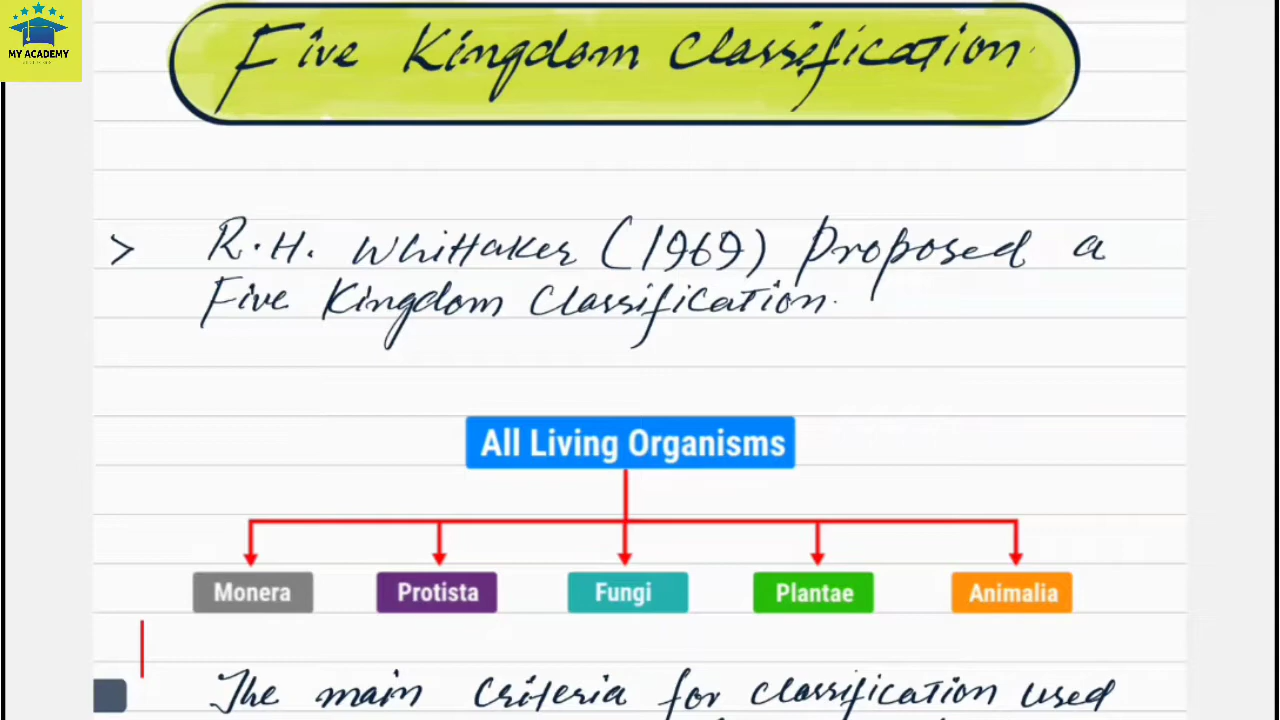 MY ACADEMY
Five Kingdom Classification
> R.H. Whittaker (1969) Proposed a
Five Kingdom Classification.
All Living Organisms
Monera Protista Fungi Plantae Animalia
The main criteria for classification used